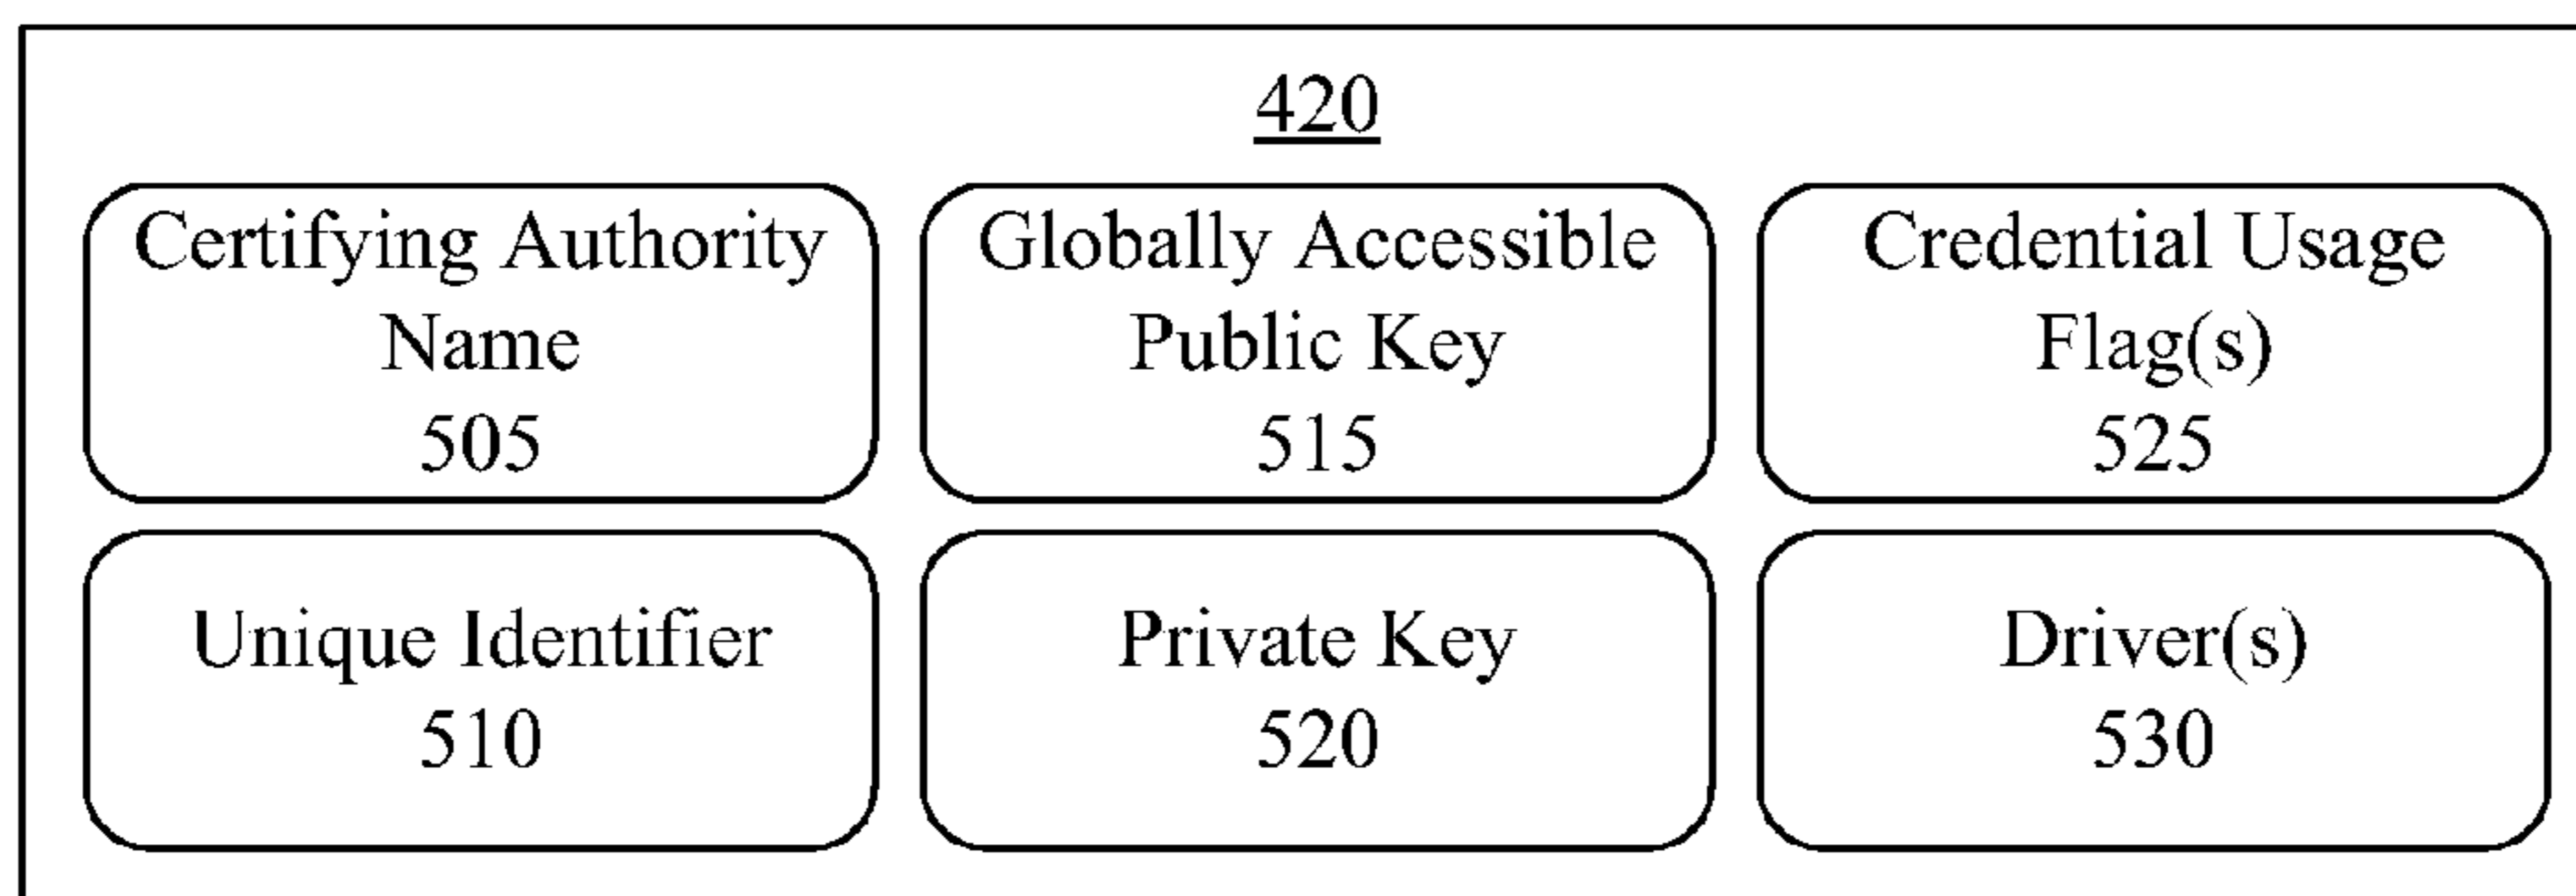 420
Certifying Authority
Name
505
Globally Accessible
Public Key
515
Credential Usage
Flag(s)
525
Unique Identifier
510
Private Key
520
Driver(s)
530